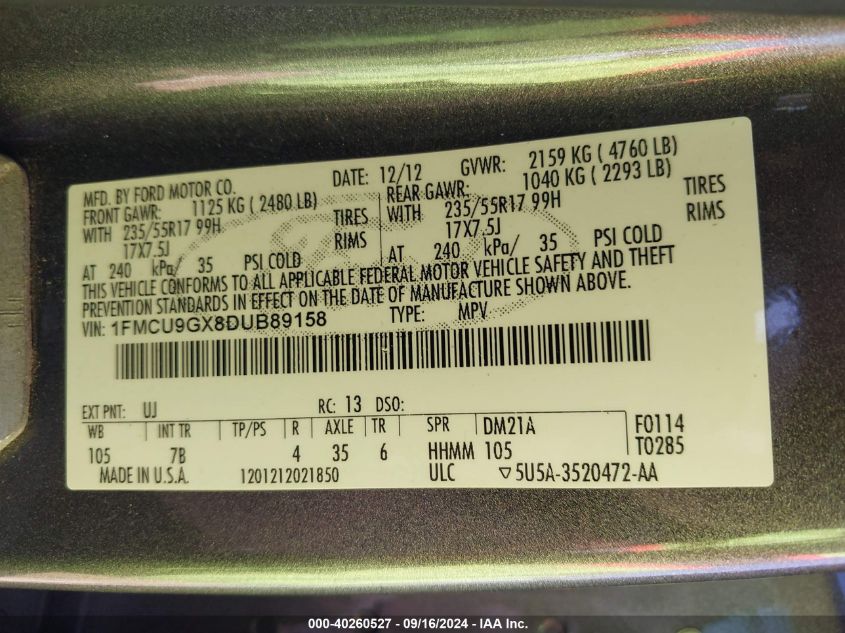 MFD. BY FORD MOTOR CO. DATE: 12/12 GVWR: 2159 KG ( 4760 LB)
FRONT GAWR: 1125 KG ( 2480 LB) REAR GAWR: 1040 KG ( 2293 LB)
WITH 235/55R17 99H TIRES WITH 235/55R17 99H TIRES
17X7.5J RIMS 17X7.5J RIMS
AT 240 kPa/ 35 PSI COLD AT 240 kPa/ 35 PSI COLD
THIS VEHICLE CONFORMS TO ALL APPLICABLE FEDERAL MOTOR VEHICLE SAFETY AND THEFT
PREVENTION STANDARDS IN EFFECT ON THE DATE OF MANUFACTURE SHOWN ABOVE.
VIN: 1FMCU9GX8DUB89158 TYPE: MPV
EXT PNT: UJ RC: 13 DSO:
WB INT TR TP/PS R AXLE TR SPR DM21A F0114
105 7B 4 35 6 HHMM 105 T0285
MADE IN U.S.A. 1201212021850 ULC ▽5U5A-3520472-AA
000-40260527 - 09/16/2024 - IAA Inc.